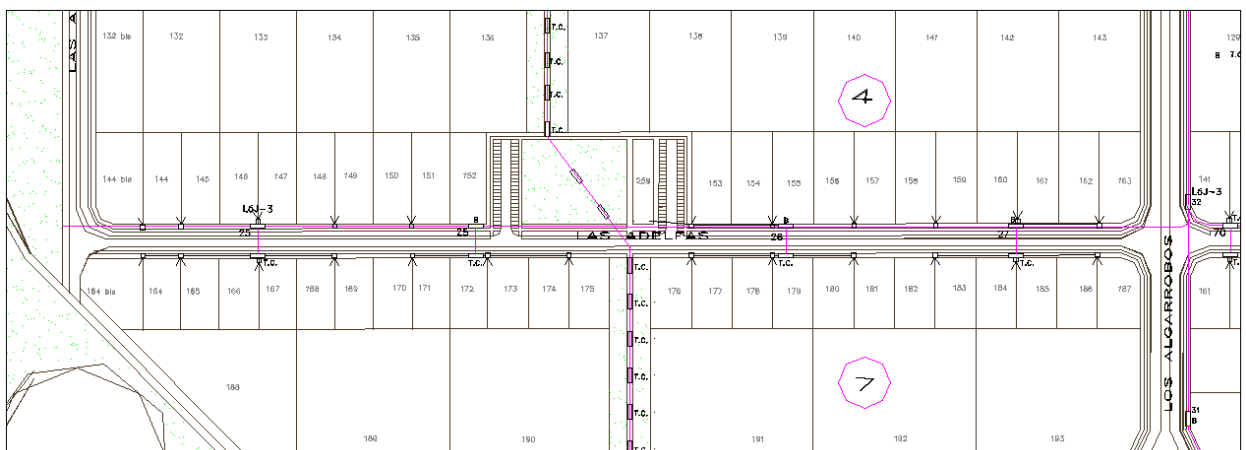 LAS A
T.C.
132 bis 132 133 134 135 136 137 138 139 140 141 142 143 129
B T.C
T.C.
T.C.
4
T.C.
144 bis 144 145 146 147 148 149 150 151 152 259 153 154 155 156 157 158 159 160 161 162 163 141
L6J-3 L6J-3
32
B B B T.
25 25 LAS ADELFAS 26 27 70
T.C. T.C. T.C. T.C. T.
164 bis 164 165 166 167 168 169 170 171 172 173 174 175 176 177 178 179 180 181 182 183 184 185 186 187 161
T.C.
LOS ALGARROBOS
T.C.
T.C.
7
188
T.C.
31
B
189 190 191 192 193
T.C.